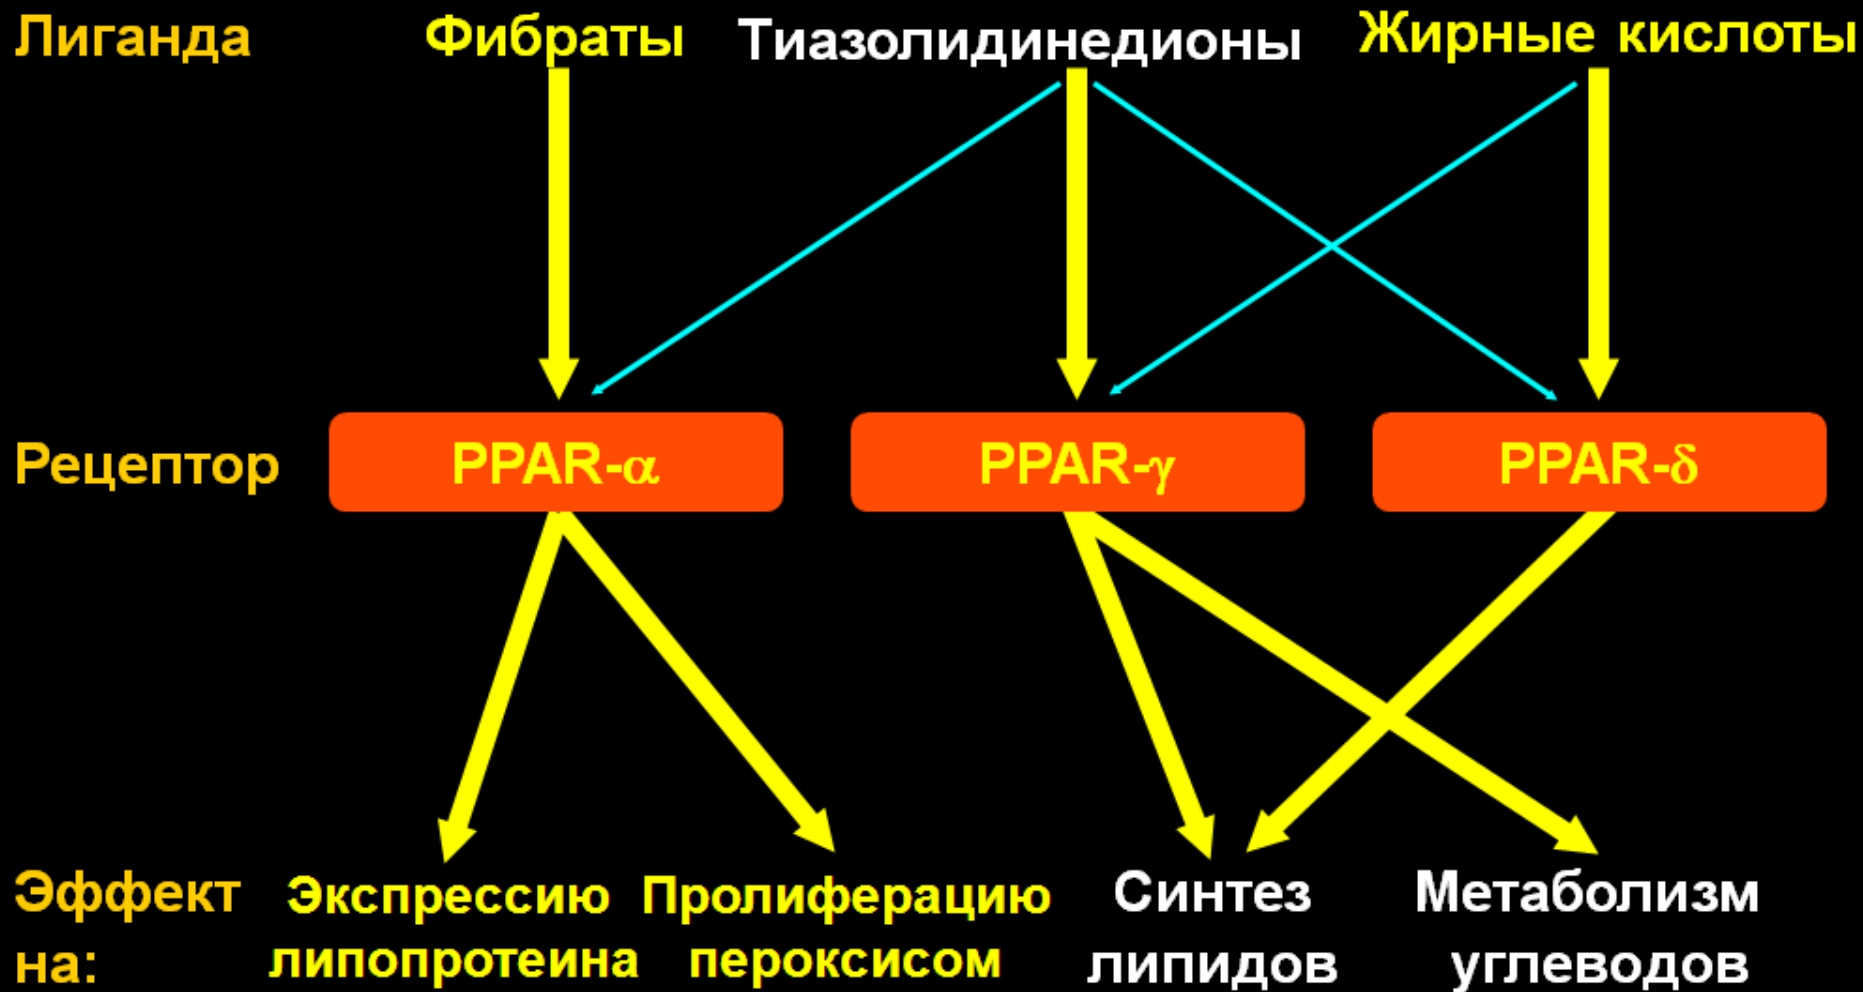 Лиганда
Фибраты
Тиазолидинедионы
Жирные кислоты
Рецептор
PPAR-α
PPAR-γ
PPAR-δ
Эффект
на:
Экспрессию
липопротеина
Пролиферацию
пероксисом
Синтез
липидов
Метаболизм
углеводов